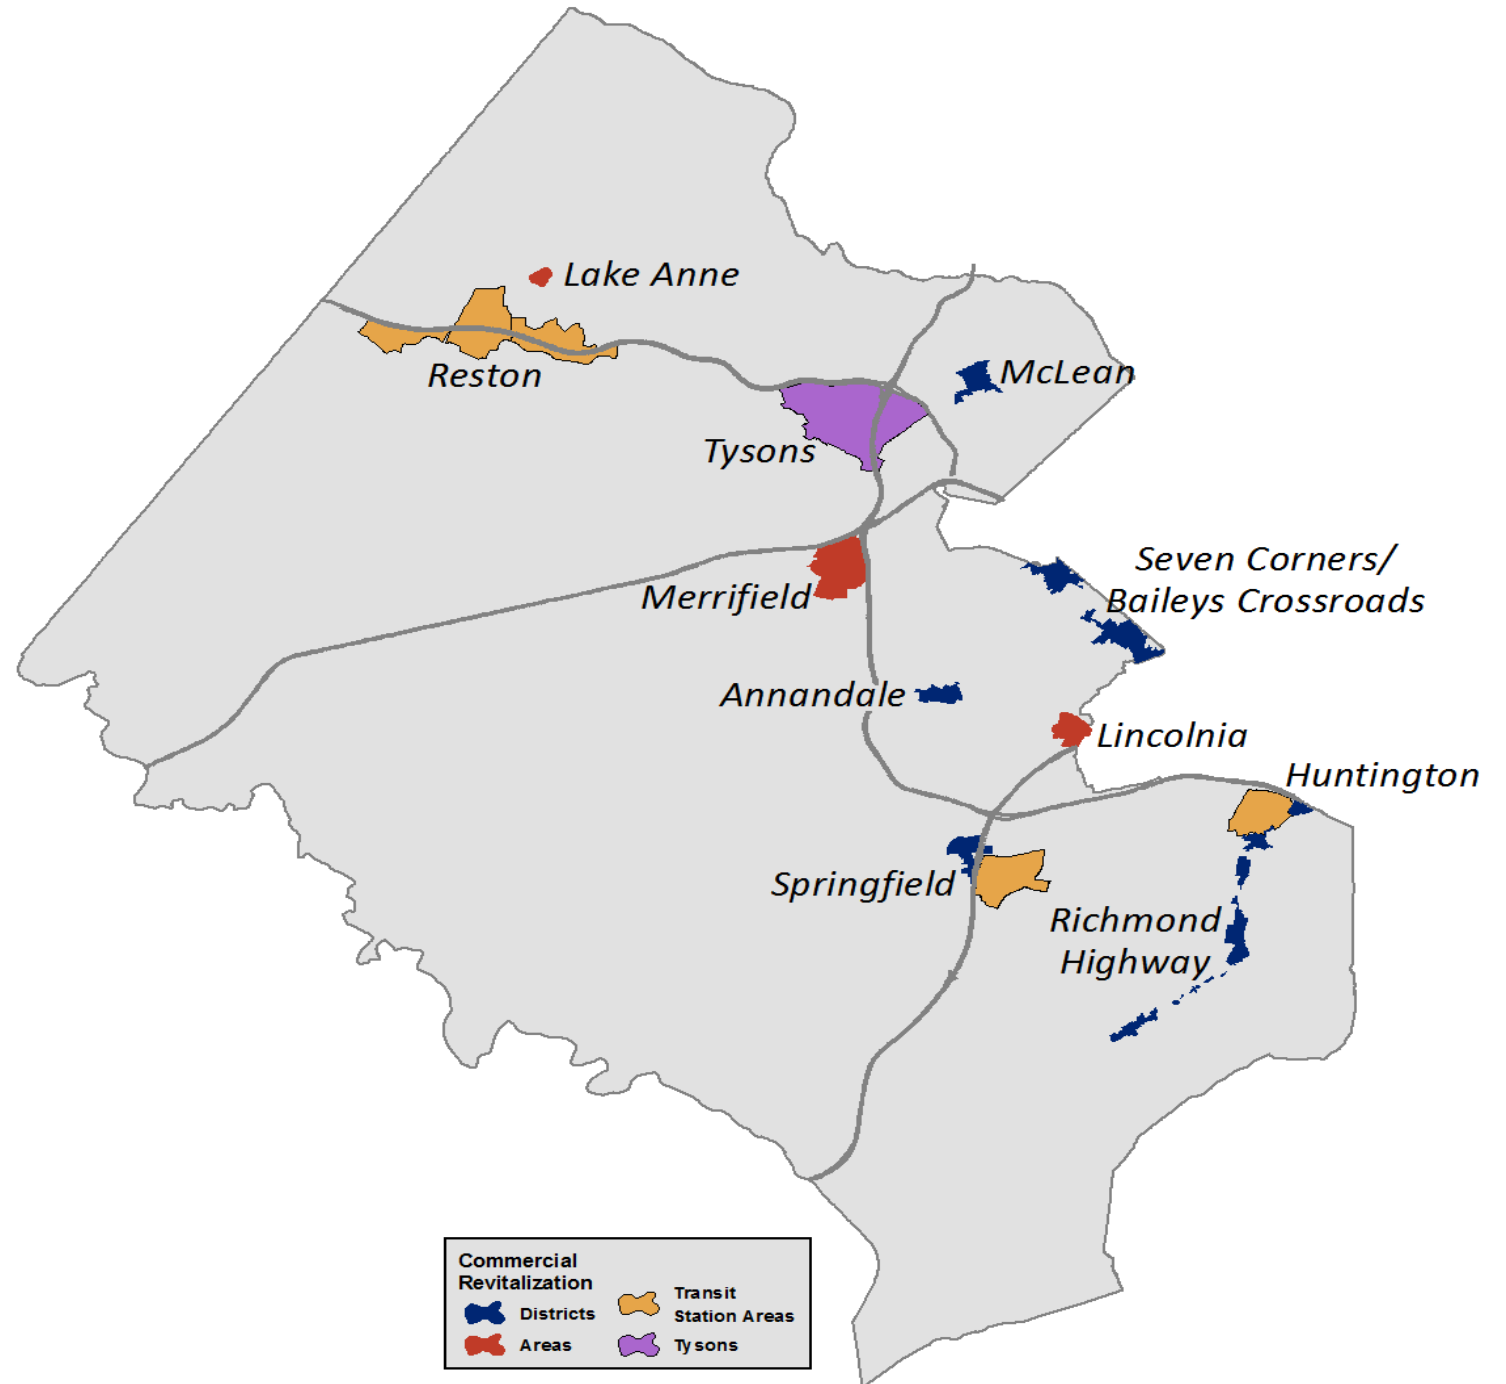 Lake Anne
McLean
Reston
Tysons
Seven Corners/
Baileys Crossroads
Merrifield
Annandale
Lincolnia
Huntington
Springfield
Richmond
Highway
Commercial
Revitalization
Districts
Areas
Transit
Station Areas
Tysons